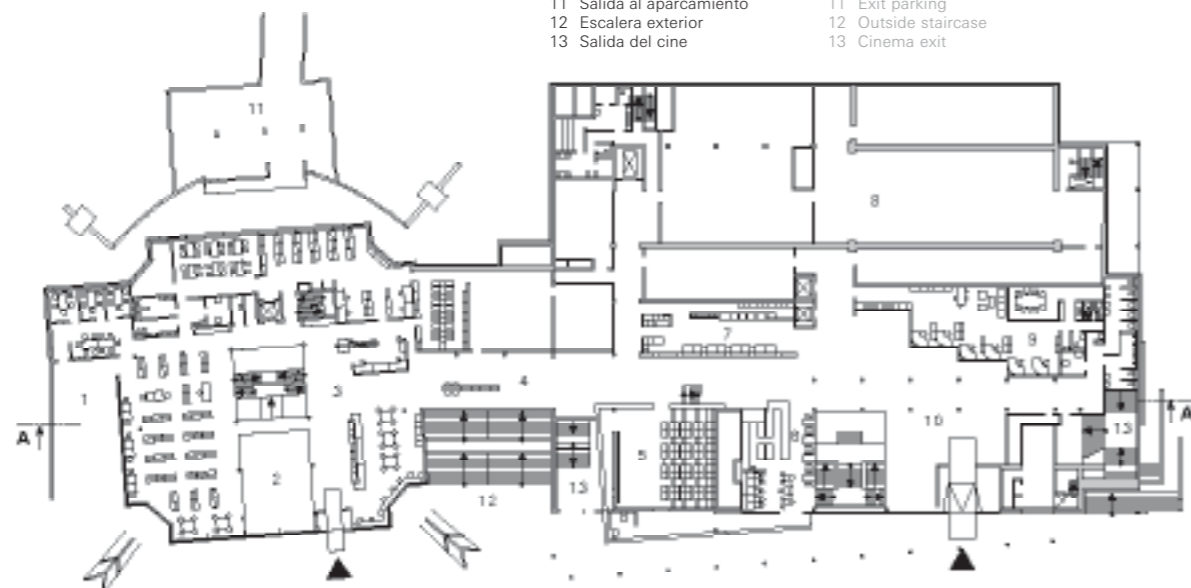 11 Salida al aparcamiento
12 Escalera exterior
13 Salida del cine
11 Exit parking
12 Outside staircase
13 Cinema exit
11
8
7
9
3
4
1
10
A
A
13
5
6
2
12
13